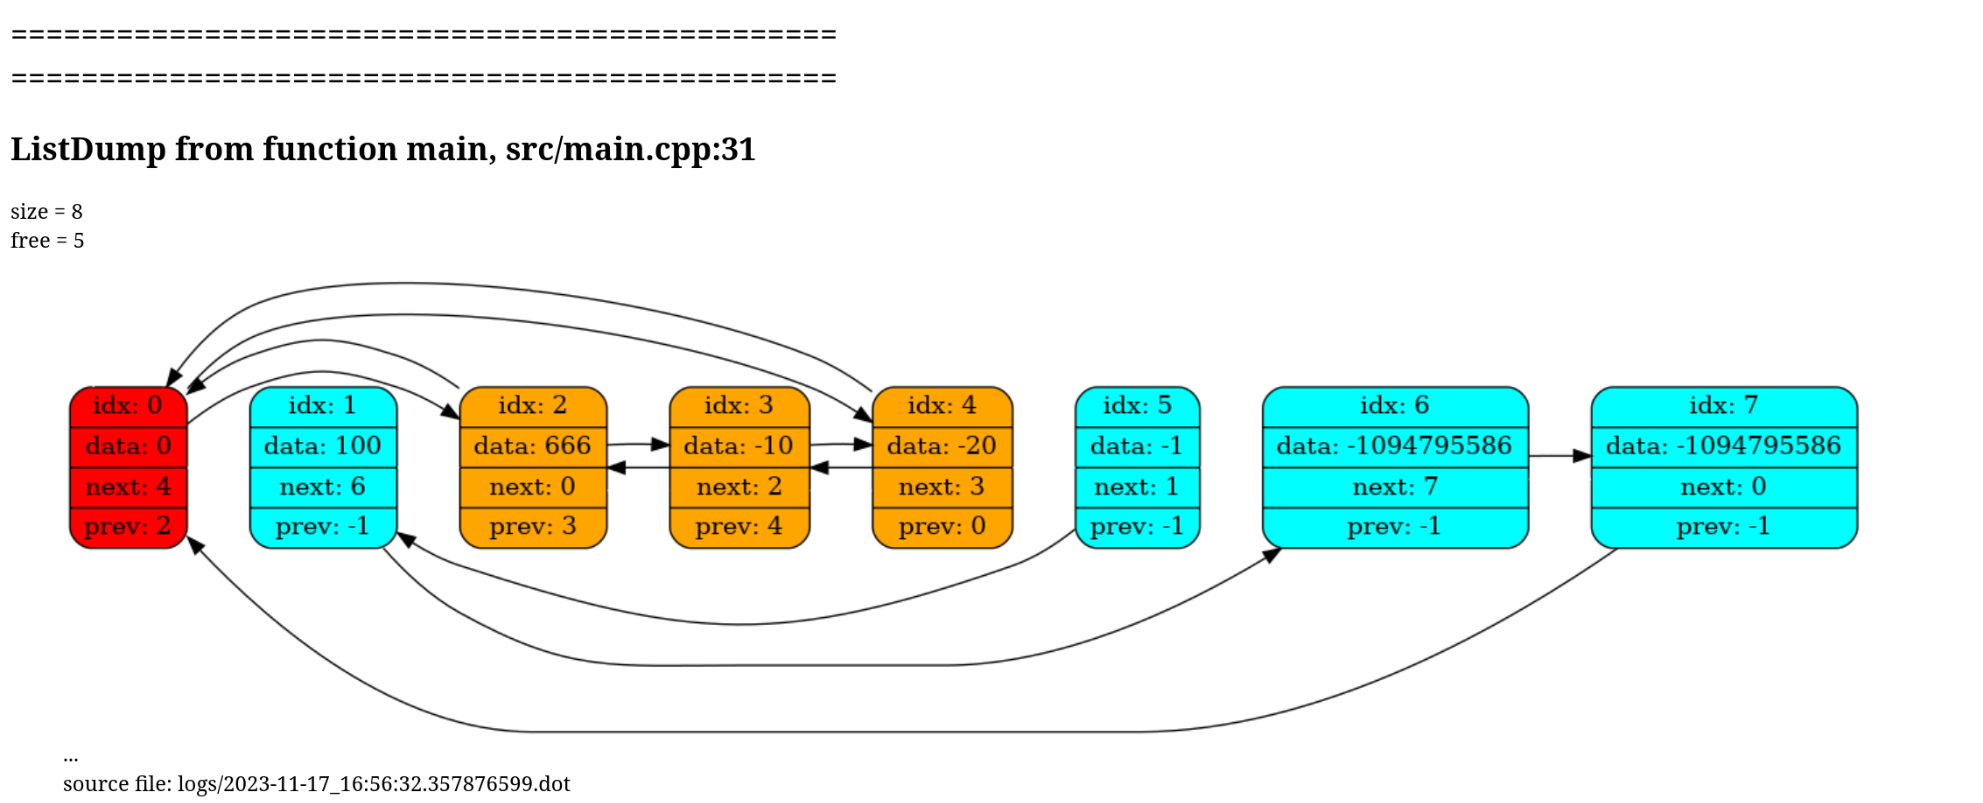 ===============================================
===============================================
ListDump from function main, src/main.cpp:31
size = 8
free = 5
idx: 0
data: 0
next: 4
prev: 2
idx: 1
data: 100
next: 6
prev: -1
idx: 2
data: 666
next: 0
prev: 3
idx: 3
data: -10
next: 2
prev: 4
idx: 4
data: -20
next: 3
prev: 0
idx: 5
data: -1
next: 1
prev: -1
idx: 6
data: -1094795586
next: 7
prev: -1
idx: 7
data: -1094795586
next: 0
prev: -1
...
source file: logs/2023-11-17_16:56:32.357876599.dot